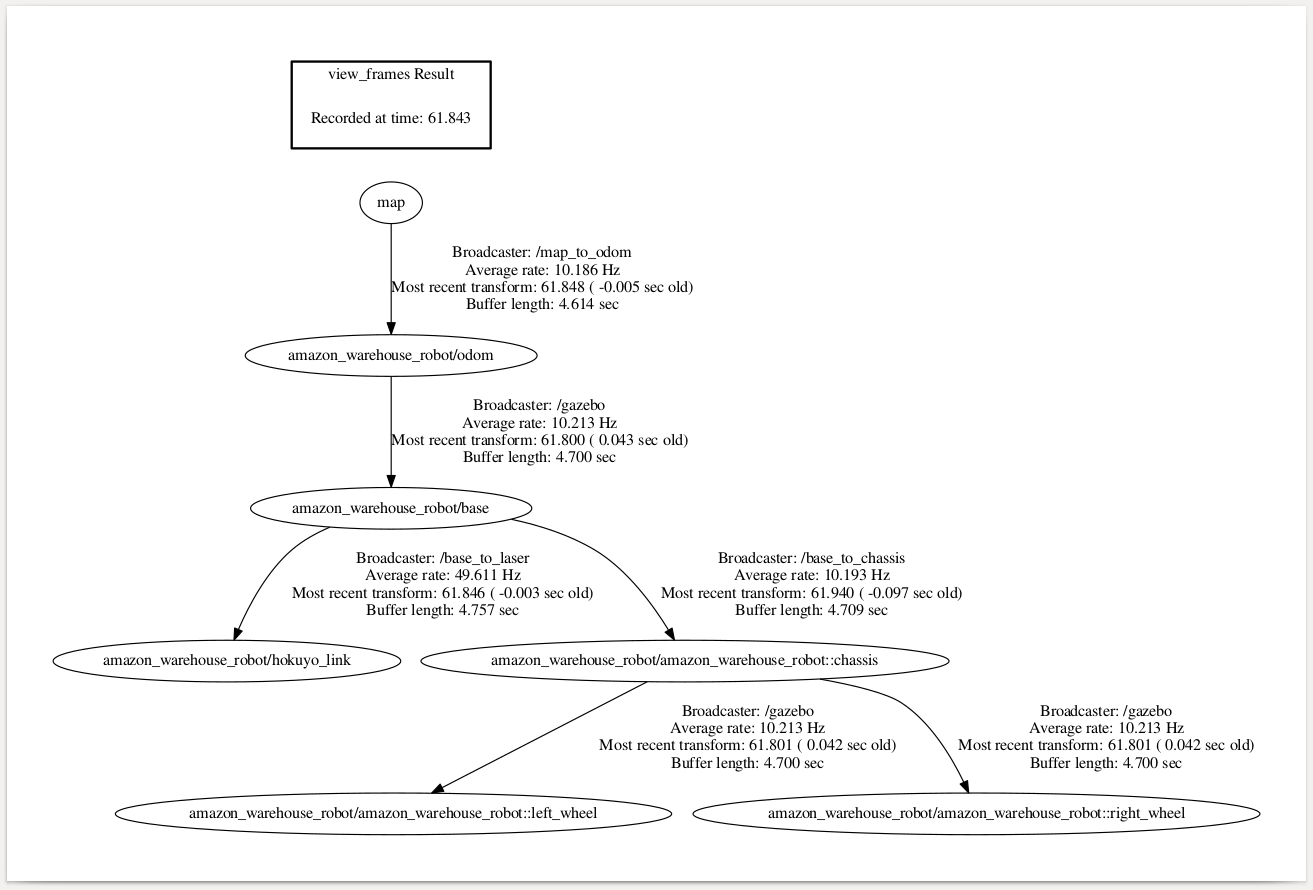 view_frames Result
Recorded at time: 61.843
map
Broadcaster: /map_to_odom
Average rate: 10.186 Hz
Most recent transform: 61.848 ( -0.005 sec old)
Buffer length: 4.614 sec
amazon_warehouse_robot/odom
Broadcaster: /gazebo
Average rate: 10.213 Hz
Most recent transform: 61.800 ( 0.043 sec old)
Buffer length: 4.700 sec
amazon_warehouse_robot/base
Broadcaster: /base_to_laser
Average rate: 49.611 Hz
Most recent transform: 61.846 ( -0.003 sec old)
Buffer length: 4.757 sec
Broadcaster: /base_to_chassis
Average rate: 10.193 Hz
Most recent transform: 61.940 ( -0.097 sec old)
Buffer length: 4.709 sec
amazon_warehouse_robot/hokuyo_link
amazon_warehouse_robot/amazon_warehouse_robot::chassis
Broadcaster: /gazebo
Average rate: 10.213 Hz
Most recent transform: 61.801 ( 0.042 sec old)
Buffer length: 4.700 sec
Broadcaster: /gazebo
Average rate: 10.213 Hz
Most recent transform: 61.801 ( 0.042 sec old)
Buffer length: 4.700 sec
amazon_warehouse_robot/amazon_warehouse_robot::left_wheel
amazon_warehouse_robot/amazon_warehouse_robot::right_wheel